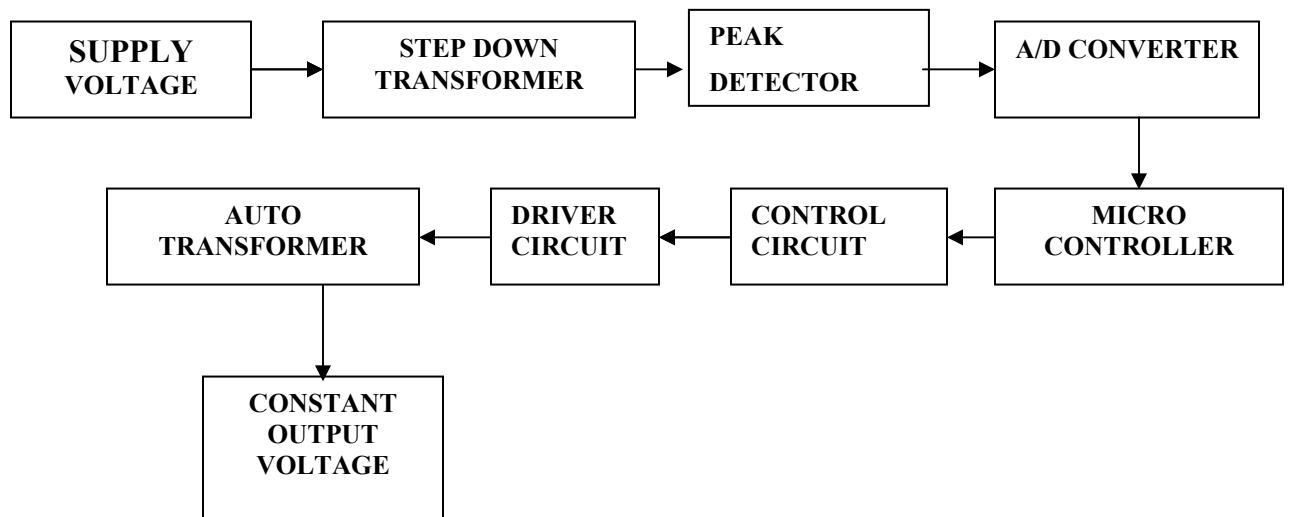 SUPPLY
VOLTAGE
STEP DOWN
TRANSFORMER
PEAK
DETECTOR
A/D CONVERTER
AUTO
TRANSFORMER
DRIVER
CIRCUIT
CONTROL
CIRCUIT
MICRO
CONTROLLER
CONSTANT
OUTPUT
VOLTAGE